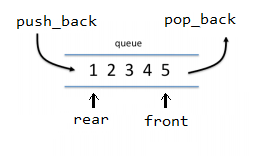 push_back
pop_back
queue
1 2 3 4 5
rear
front